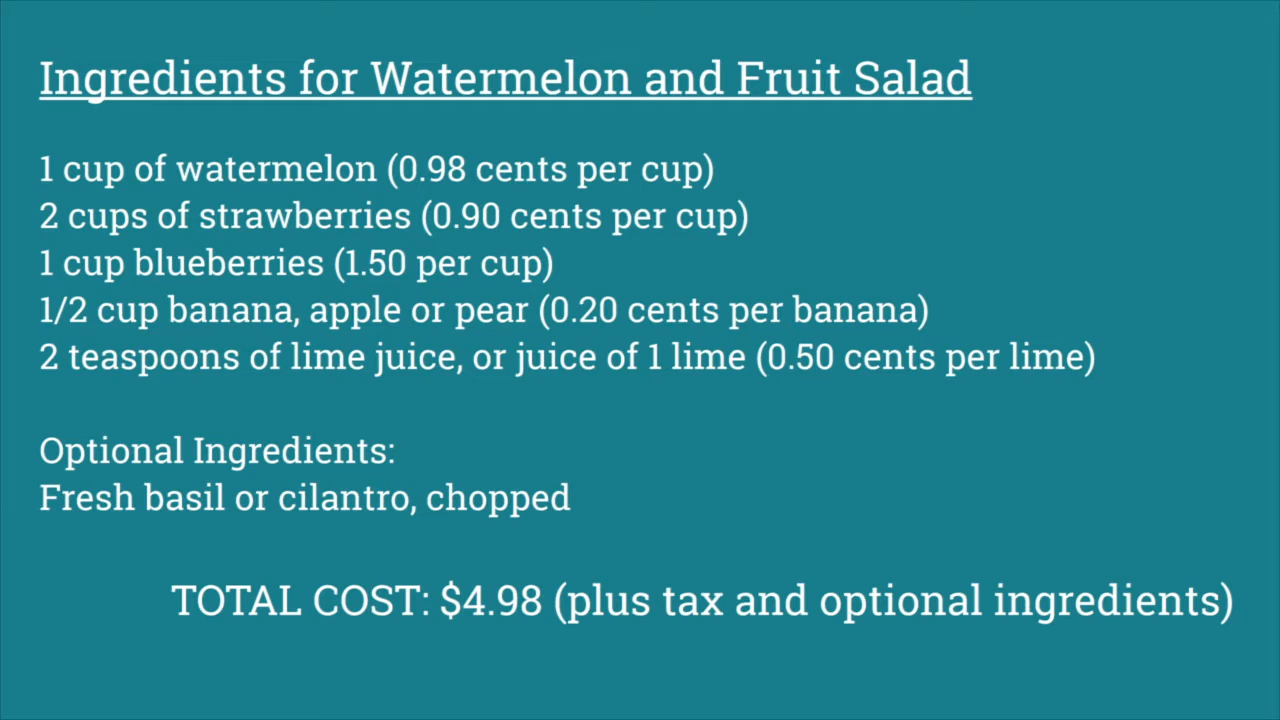 Ingredients for Watermelon and Fruit Salad
1 cup of watermelon (0.98 cents per cup)
2 cups of strawberries (0.90 cents per cup)
1 cup blueberries (1.50 per cup)
1/2 cup banana, apple or pear (0.20 cents per banana)
2 teaspoons of lime juice, or juice of 1 lime (0.50 cents per lime)
Optional Ingredients:
Fresh basil or cilantro, chopped
TOTAL COST: $4.98 (plus tax and optional ingredients)